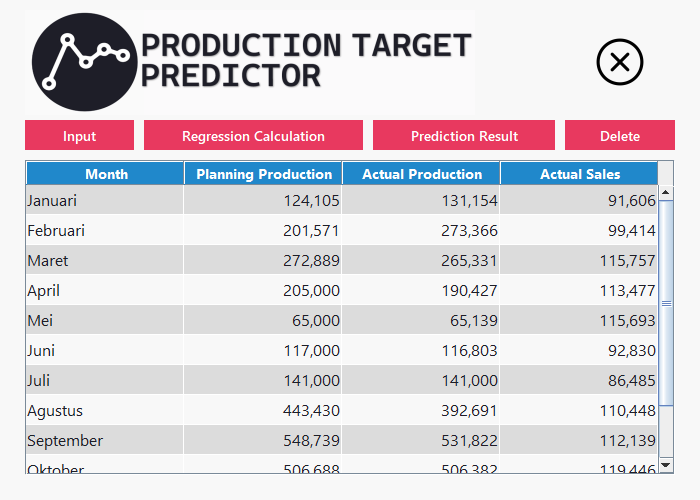 PRODUCTION TARGET
PREDICTOR
Input Regression Calculation Prediction Result Delete
Month Planning Production Actual Production Actual Sales
Januari 124,105 131,154 91,606
Februari 201,571 273,366 99,414
Maret 272,889 265,331 115,757
April 205,000 190,427 113,477
Mei 65,000 65,139 115,693
Juni 117,000 116,803 92,830
Juli 141,000 141,000 86,485
Agustus 443,430 392,691 110,448
September 548,739 531,822 112,139
Oktober 506,688 506,382 119,446